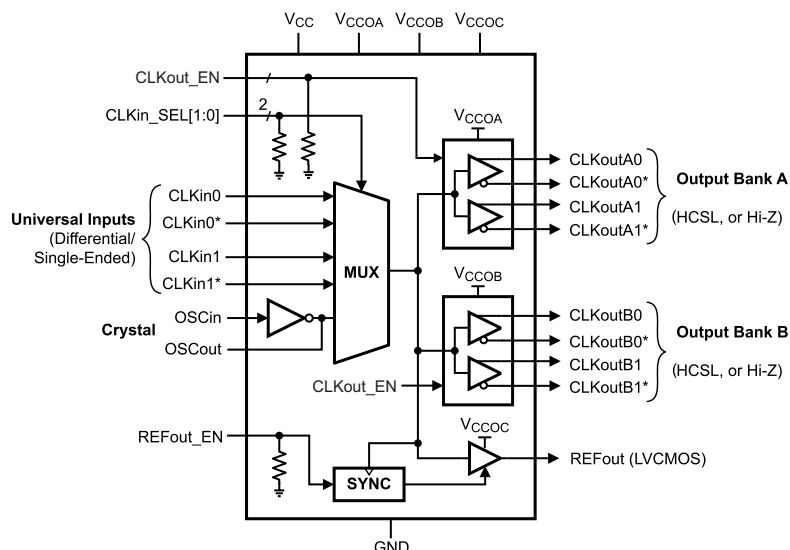 VCC VCCOA VCCOB VCCOC
CLKout_EN
CLKin_SEL[1:0]
2
VCCOA
CLKoutA0
CLKoutA0*
CLKoutA1
CLKoutA1*
Output Bank A
(HCSL, or Hi-Z)
Universal Inputs
(Differential/
Single-Ended)
CLKin0
CLKin0*
CLKin1
CLKin1*
MUX
Crystal
OSCin
OSCout
VCCOB
CLKoutB0
CLKoutB0*
CLKoutB1
CLKoutB1*
Output Bank B
(HCSL, or Hi-Z)
CLKout_EN
REFout_EN
SYNC
VCCOC
REFout (LVCMOS)
GND